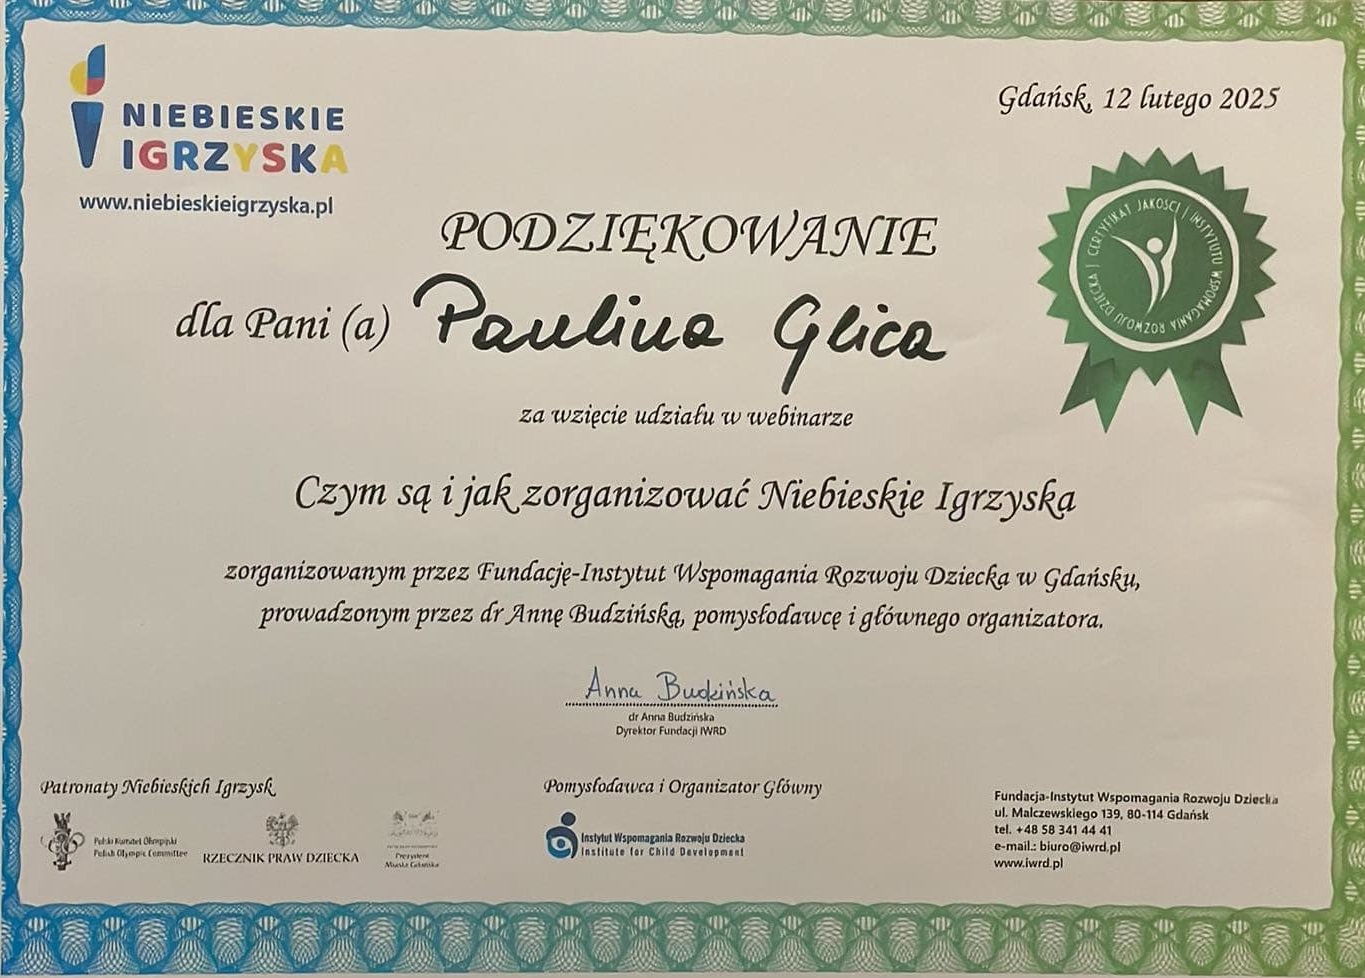 NIEBIESKIE
IGRZYSKA
www.niebieskieigrzyska.pl
Gdańsk, 12 lutego 2025
CERTYFIKAT JAKOŚCI | INSTYTUTU WSPOMAGANIA ROZWOJU DZIECKA |
PODZIĘKOWANIE
dla Pani (a) Paulina Glica
za wzięcie udziału w webinarze
Czym są i jak zorganizować Niebieskie Igrzyska
zorganizowanym przez Fundację-Instytut Wspomagania Rozwoju Dziecka w Gdańsku,
prowadzonym przez dr Annę Budzińską, pomysłodawcę i głównego organizatora.
Anna Budzińska
dr Anna Budzińska
Dyrektor Fundacji IWRD
Patronaty Niebieskich Igrzysk
Polski Komitet Olimpijski
Polish Olympic Committee
RZECZNIK PRAW DZIECKA
Prezydent
Miasta Gdańska
Pomysłodawca i Organizator Główny
Instytut Wspomagania Rozwoju Dziecka
Institute for Child Development
Fundacja-Instytut Wspomagania Rozwoju Dziecka
ul. Malczewskiego 139, 80-114 Gdańsk
tel. +48 58 341 44 41
e-mail.: biuro@iwrd.pl
www.iwrd.pl